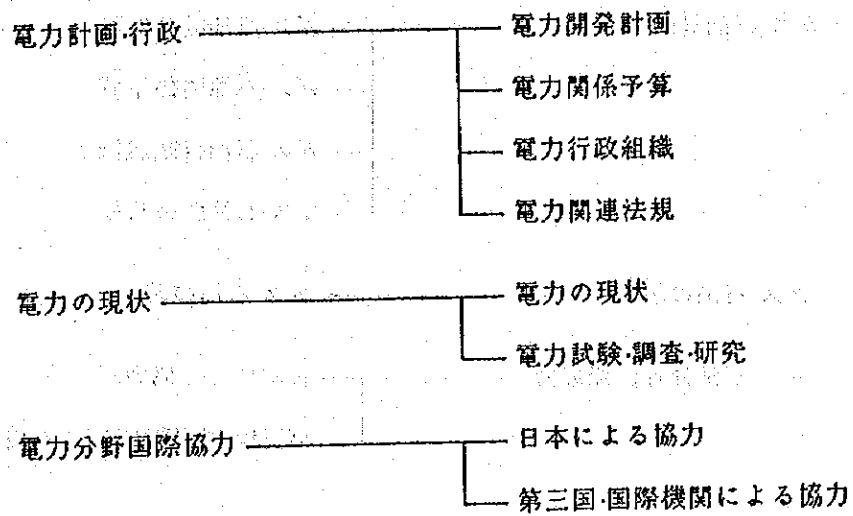 電力計画·行政
電力開発計画
電力関係予算
電力行政組織
電力関連法規
電力の現状
電力の現状
電力試験·調査·研究
電力分野国際協力
日本による協力
第三国·国際機関による協力